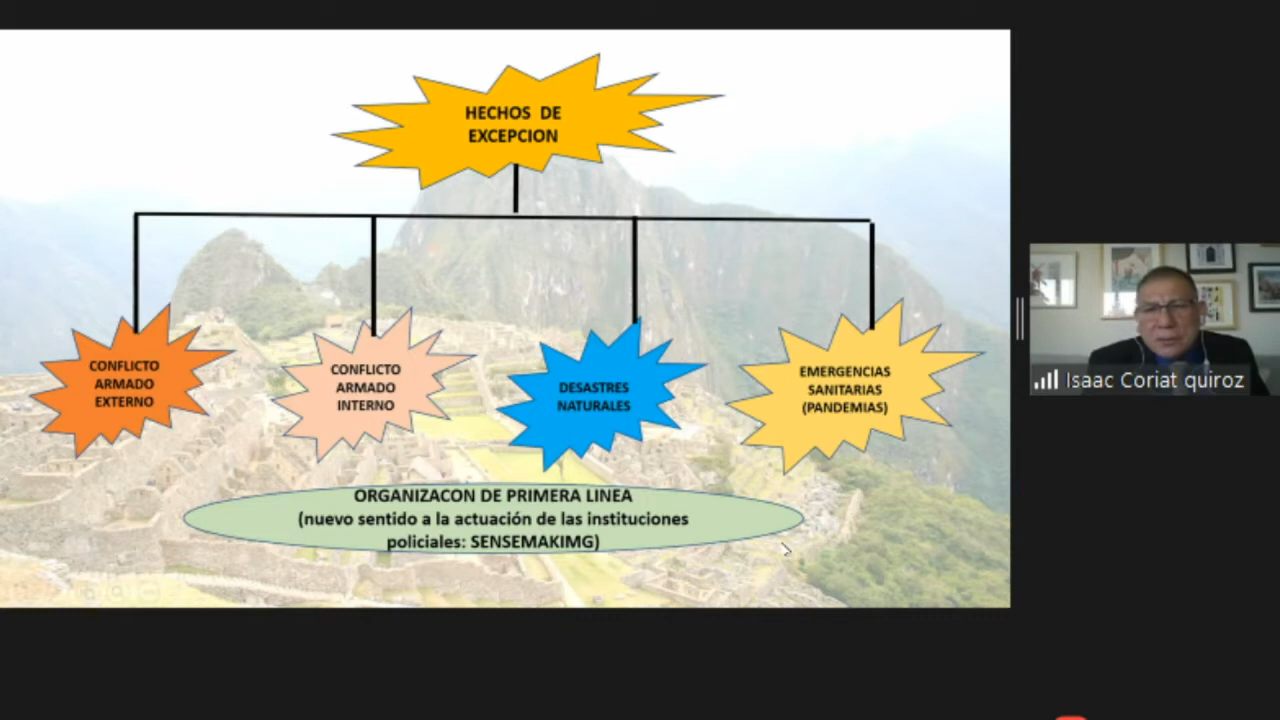 HECHOS DE
EXCEPCION
CONFLICTO
ARMADO
EXTERNO
CONFLICTO
ARMADO
INTERNO
DESASTRES
NATURALES
EMERGENCIAS
SANITARIAS
(PANDEMIAS)
ORGANIZACON DE PRIMERA LINEA
(nuevo sentido a la actuación de las instituciones
policiales: SENSEMAKIMG)
Isaac Coriat quiroz